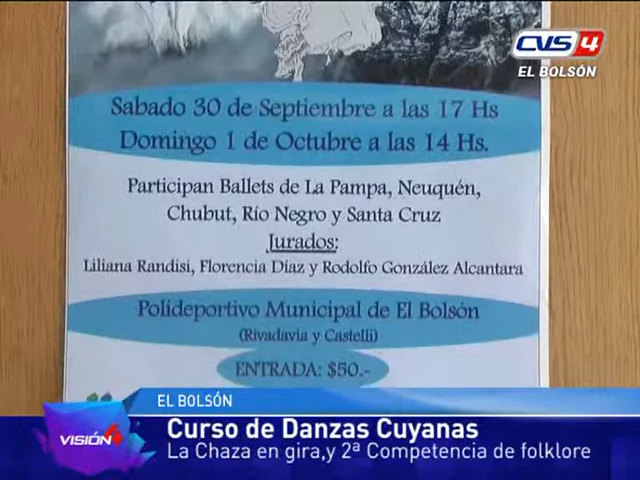 CVS 4
EL BOLSÓN
Sabado 30 de Septiembre a las 17 Hs
Domingo 1 de Octubre a las 14 Hs.
Participan Ballets de La Pampa, Neuquén,
Chubut, Río Negro y Santa Cruz
Jurados:
Liliana Randisi, Florencia Diaz y Rodolfo González Alcantara
Polideportivo Municipal de El Bolsón
(Rivadavia y Castelli)
ENTRADA: $50.-
EL BOLSÓN
VISIÓN 4
Curso de Danzas Cuyanas
La Chaza en gira,y 2ª Competencia de folklore